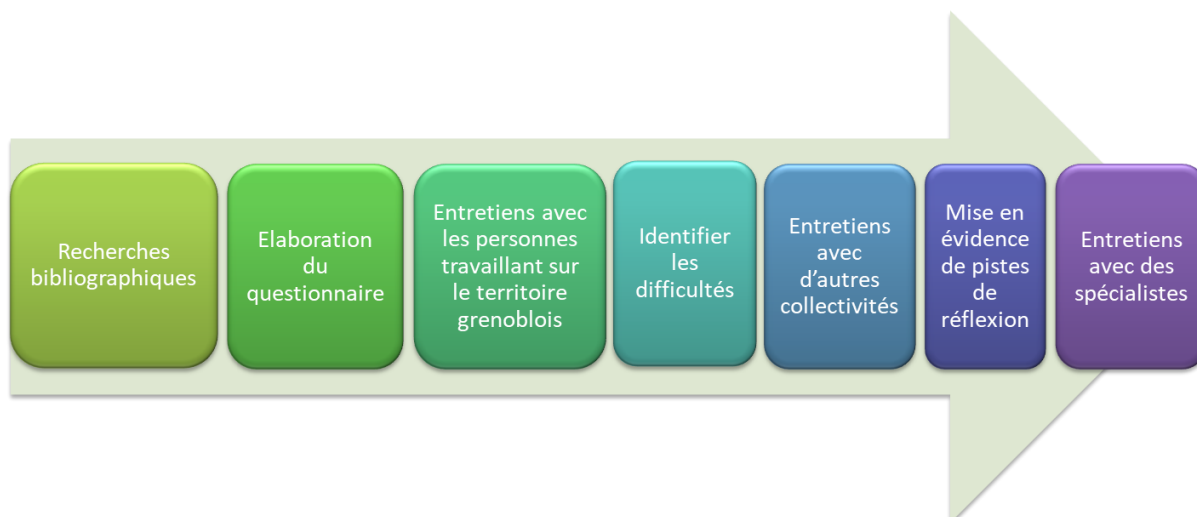 Recherches
bibliographiques
Elaboration
du
questionnaire
Entretiens avec
les personnes
travaillant sur
le territoire
grenoblois
Identifier
les
difficultés
Entretiens
avec
d'autres
collectivités
Mise en
évidence
de pistes
de
réflexion
Entretiens
avec des
spécialistes